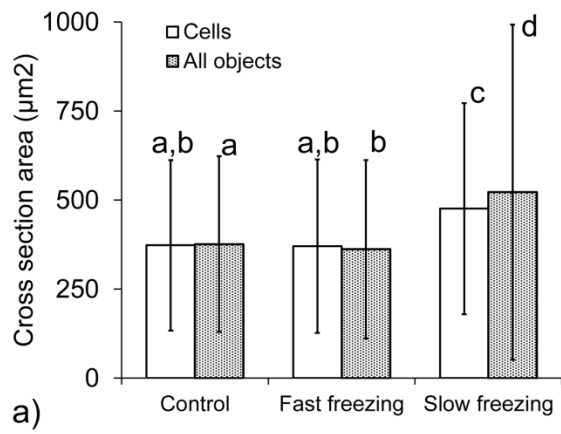 1000
Cells
All objects
d
750
c
a,b a a,b b
500
250
0
Cross section area (µm2)
Control Fast freezing Slow freezing
a)